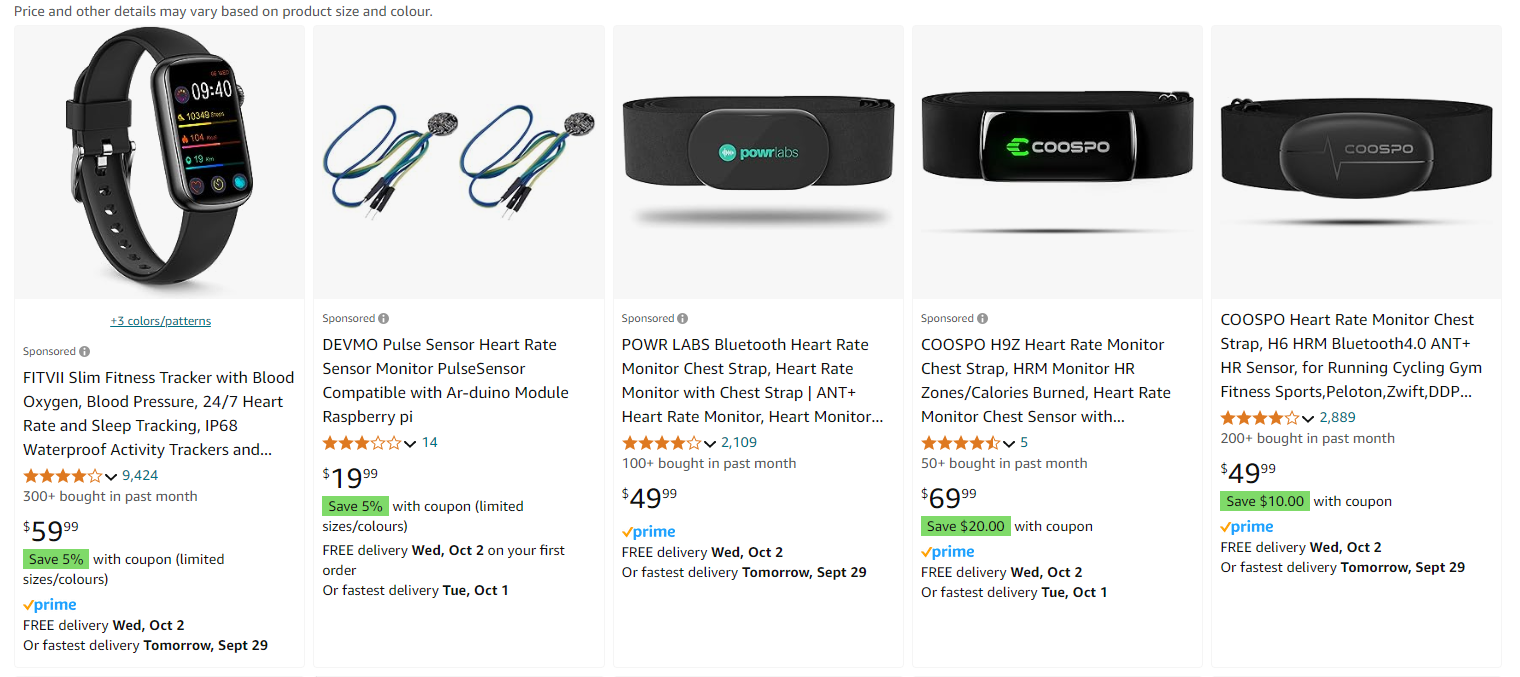 Price and other details may vary based on product size and colour.
09:40
10349
104
19 Km
+3 colors/patterns
Sponsored
FITVII Slim Fitness Tracker with Blood
Oxygen, Blood Pressure, 24/7 Heart
Rate and Sleep Tracking, IP68
Waterproof Activity Trackers and...
9,424
300+ bought in past month
$5999
Save 5% with coupon (limited
sizes/colours)
prime
FREE delivery Wed, Oct 2
Or fastest delivery Tomorrow, Sept 29
Sponsored
DEVMO Pulse Sensor Heart Rate
Sensor Monitor PulseSensor
Compatible with Ar-duino Module
Raspberry pi
14
$1999
Save 5% with coupon (limited
sizes/colours)
FREE delivery Wed, Oct 2 on your first
order
Or fastest delivery Tue, Oct 1
powrlabs
Sponsored
POWR LABS Bluetooth Heart Rate
Monitor Chest Strap, Heart Rate
Monitor with Chest Strap | ANT+
Heart Rate Monitor, Heart Monitor...
2,109
100+ bought in past month
$4999
prime
FREE delivery Wed, Oct 2
Or fastest delivery Tomorrow, Sept 29
COOSPO
Sponsored
COOSPO H9Z Heart Rate Monitor
Chest Strap, HRM Monitor HR
Zones/Calories Burned, Heart Rate
Monitor Chest Sensor with...
5
50+ bought in past month
$6999
Save $20.00 with coupon
prime
FREE delivery Wed, Oct 2
Or fastest delivery Tue, Oct 1
COOSPO
COOSPO Heart Rate Monitor Chest
Strap, H6 HRM Bluetooth4.0 ANT+
HR Sensor, for Running Cycling Gym
Fitness Sports,Peloton,Zwift,DDP...
2,889
200+ bought in past month
$4999
Save $10.00 with coupon
prime
FREE delivery Wed, Oct 2
Or fastest delivery Tomorrow, Sept 29